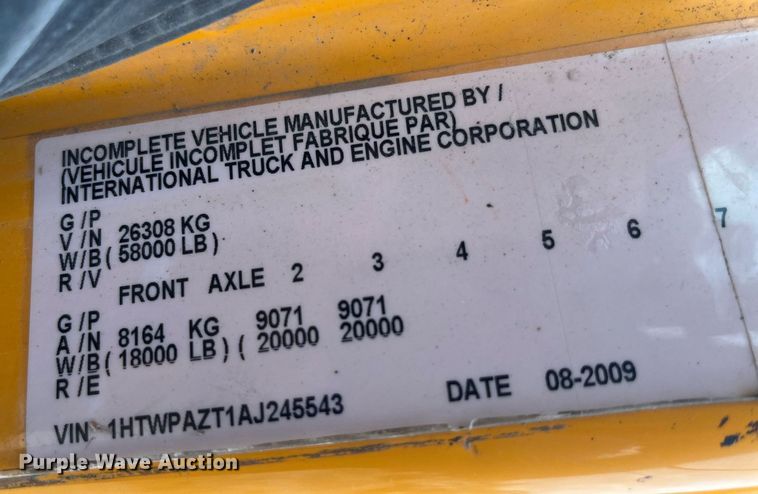 INCOMPLETE VEHICLE MANUFACTURED BY /
(VEHICULE INCOMPLET FABRIQUE PAR)
INTERNATIONAL TRUCK AND ENGINE CORPORATION
G / P
V / N 26308 KG
W/B ( 58000 LB )
R / V
FRONT AXLE 2 3 4 5 6 7
G / P
A / N 8164 KG 9071 9071
W/B ( 18000 LB ) ( 20000 20000
R / E
VIN 1HTWPAZT1AJ245543 DATE 08-2009
Purple Wave Auction